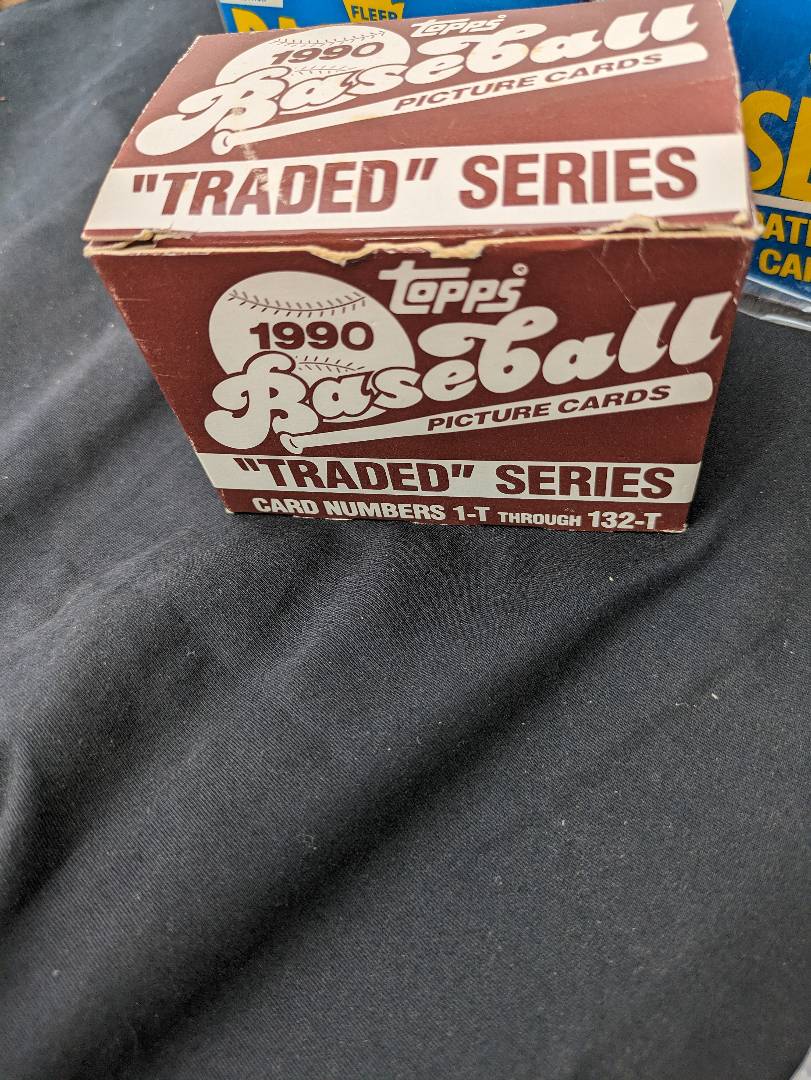 FLEER
topps
1990
Baseball
PICTURE CARDS
"TRADED" SERIES
topps
1990
Baseball
PICTURE CARDS
"TRADED" SERIES
CARD NUMBERS 1-T THROUGH 132-T